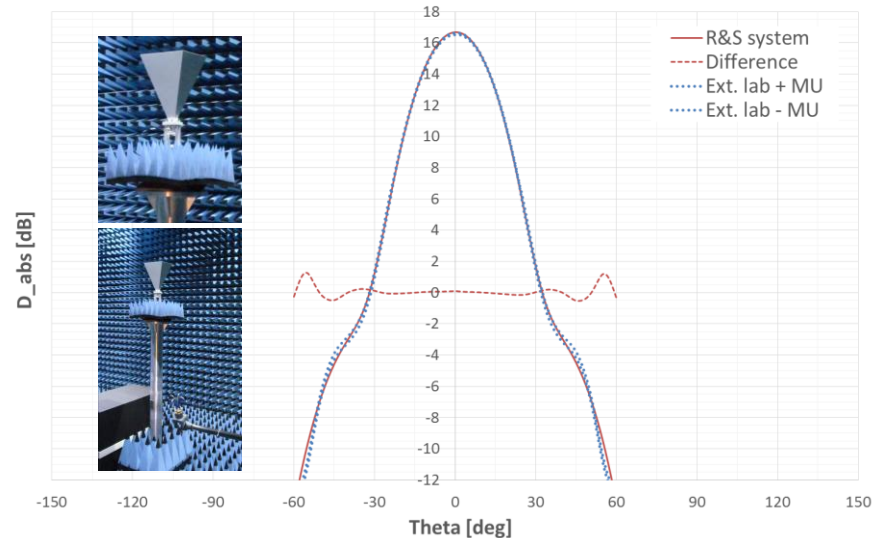 18
16
14
12
10
8
6
4
2
0
-2
-4
-6
-8
-10
-12
R&S system
Difference
Ext. lab + MU
Ext. lab - MU
D_abs [dB]
-150 -120 -90 -60 -30 0 30 60 90 120 150
Theta [deg]